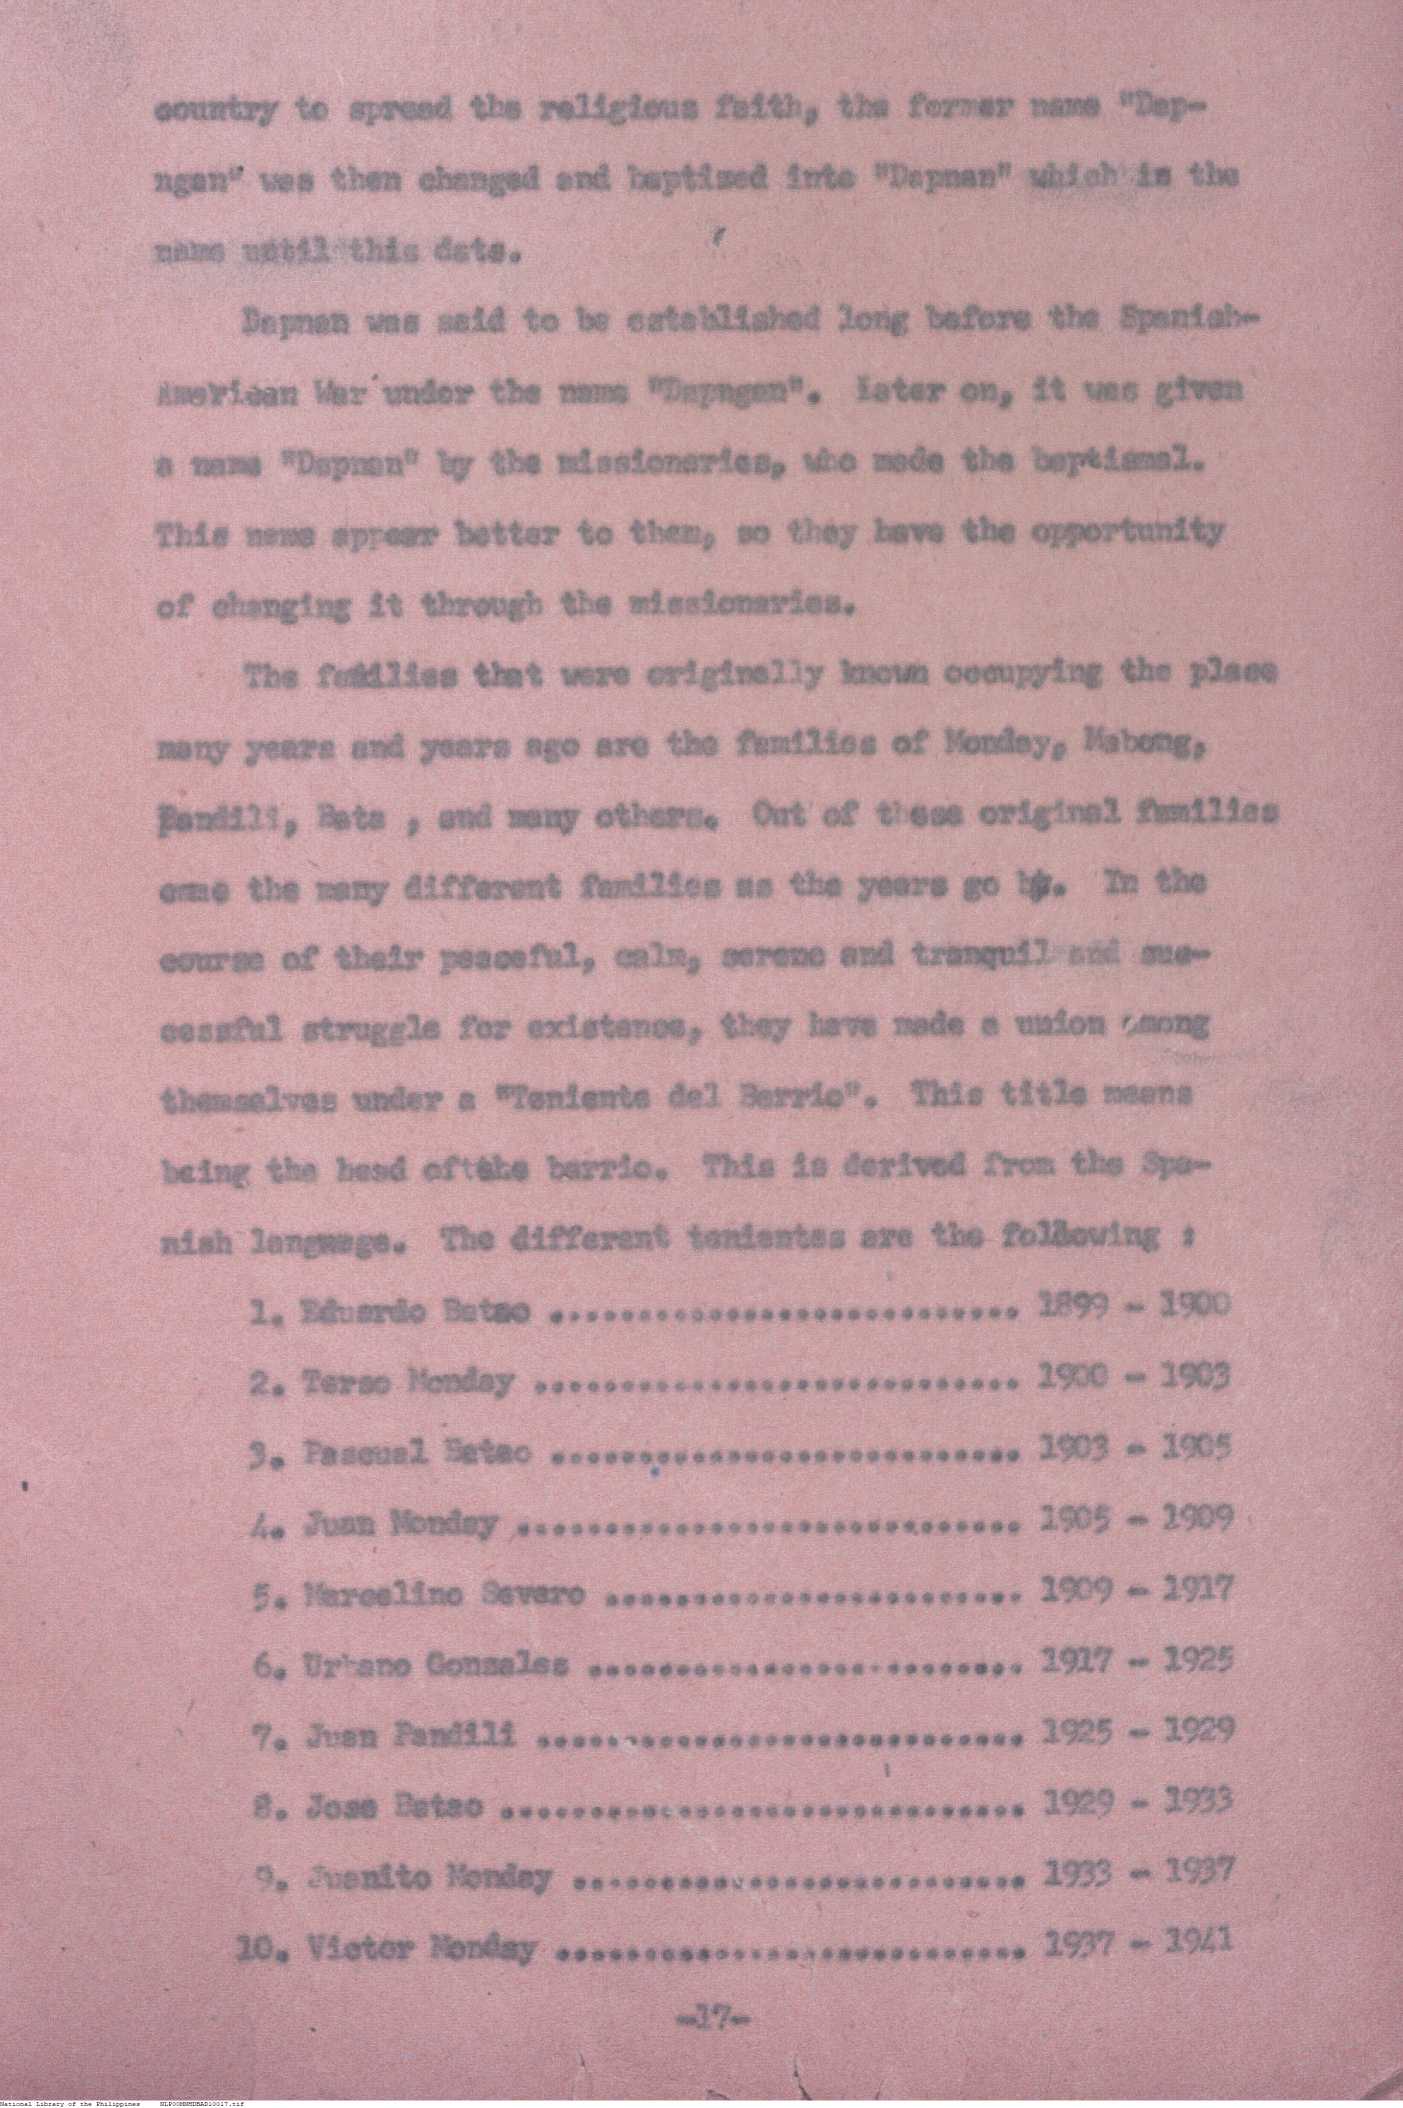 country to spread the religious faith, the former name "Dap-
ngan" was then changed and baptized into "Dapnan" which is the
name until this date.
Dapnan was said to be established long before the Spanish-
American War under the name "Dapngan". Later on, it was given
a name "Dapnan" by the missionaries, who made the baptismal.
This name appear better to them, so they have the opportunity
of changing it through the missionaries.
The families that were originally known occupying the place
many years and years ago are the families of Monday, Mabong,
Pandili, Bata , and many others. Out of these original families
came the many different families as the years go by. In the
course of their peaceful, calm, serene and tranquil and suc-
cessful struggle for existence, they have made a union among
themselves under a "Teniente del Barrio". This title means
being the head of the barrio. This is derived from the Spa-
nish language. The different tenientes are the following :
1. Eduardo Batao ........................... 1899 - 1900
2. Terso Monday ............................ 1900 - 1903
3. Pascual Batao ........................... 1903 - 1905
4. Juan Monday ............................. 1905 - 1909
5. Marcelino Severo ........................ 1909 - 1917
6. Urbano Gonzales ......................... 1917 - 1925
7. Juan Pandili ............................ 1925 - 1929
8. Jose Batao .............................. 1929 - 1933
9. Juanito Monday .......................... 1933 - 1937
10. Victor Monday ........................... 1937 - 1941
-17-
National Library of the Philippines NLP00MNMDBAD10017.tif